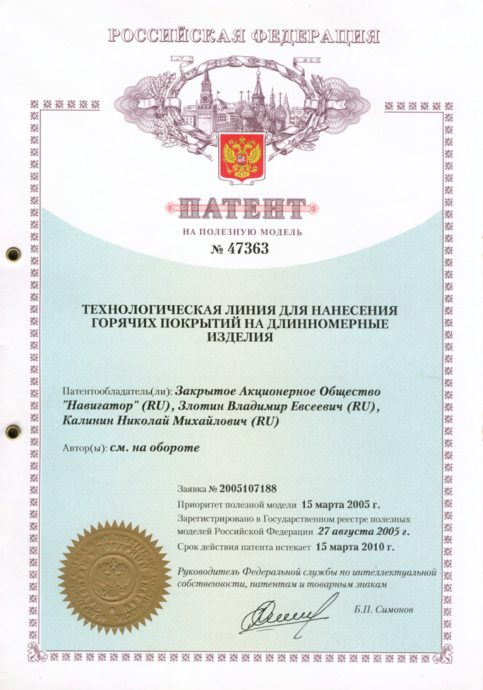 РОССИЙСКАЯ ФЕДЕРАЦИЯ
ПАТЕНТ
НА ПОЛЕЗНУЮ МОДЕЛЬ
№ 47363
ТЕХНОЛОГИЧЕСКАЯ ЛИНИЯ ДЛЯ НАНЕСЕНИЯ
ГОРЯЧИХ ПОКРЫТИЙ НА ДЛИННОМЕРНЫЕ
ИЗДЕЛИЯ
Патентообладатель(ли): Закрытое Акционерное Общество
"Навигатор" (RU), Злотин Владимир Евсеевич (RU),
Калинин Николай Михайлович (RU)
Автор(ы): см. на обороте
Заявка № 2005107188
Приоритет полезной модели 15 марта 2005 г.
Зарегистрировано в Государственном реестре полезных
моделей Российской Федерации 27 августа 2005 г.
Срок действия патента истекает 15 марта 2010 г.
Руководитель Федеральной службы по интеллектуальной
собственности, патентам и товарным знакам
Б.П. Симонов